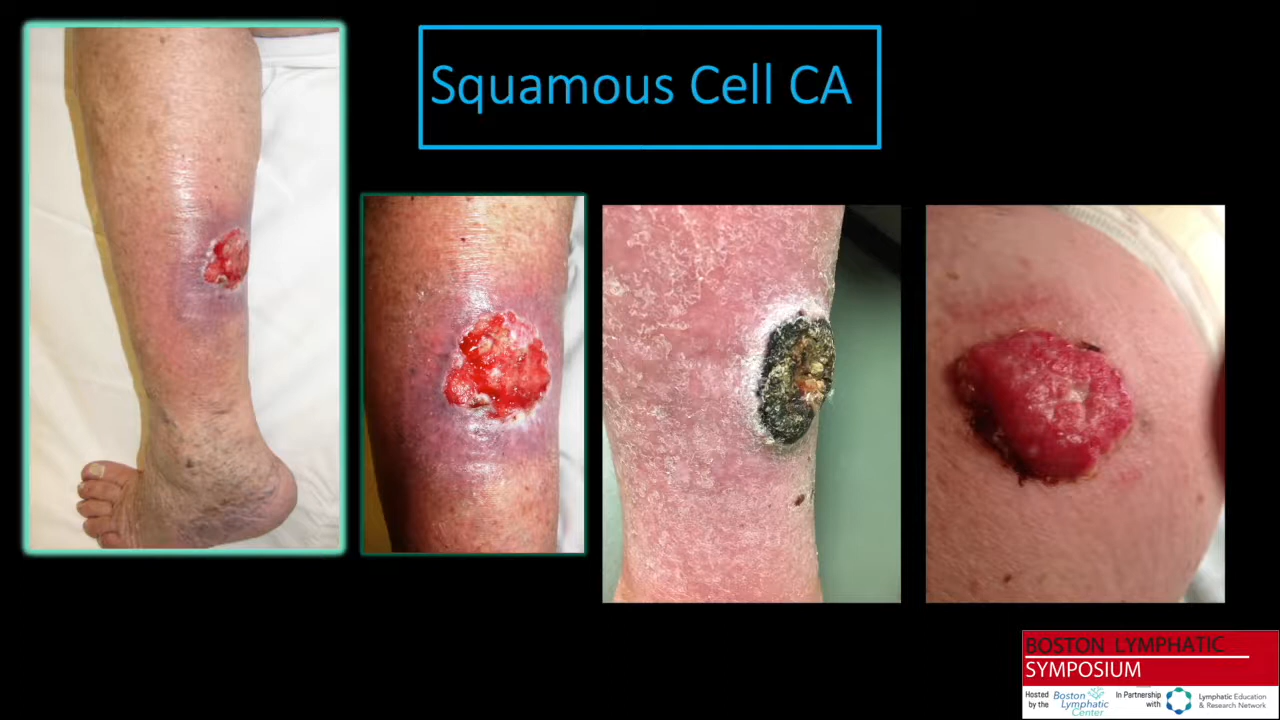 Squamous Cell CA
BOSTON LYMPHATIC
SYMPOSIUM
Hosted
by the
Boston
Lymphatic
Center
In Partnership
with
Lymphatic Education
& Research Network